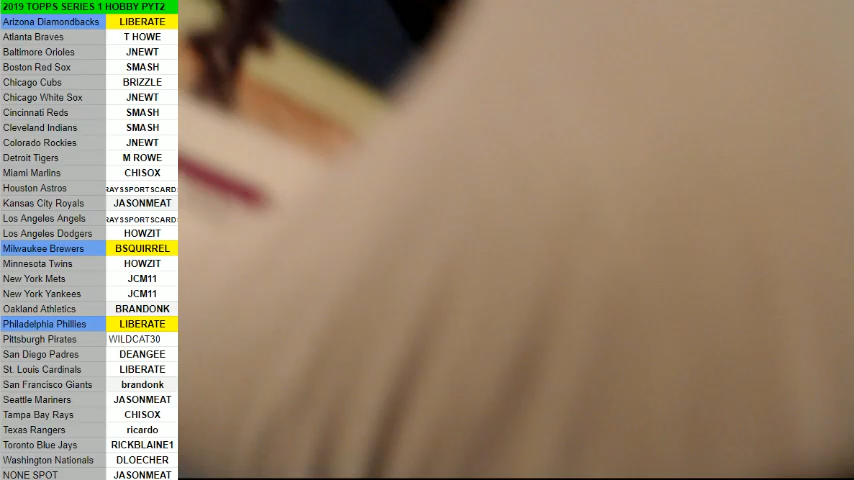 2019 TOPPS SERIES 1 HOBBY PYT2
Arizona Diamondbacks LIBERATE
Atlanta Braves T HOWE
Baltimore Orioles JNEWT
Boston Red Sox SMASH
Chicago Cubs BRIZZLE
Chicago White Sox JNEWT
Cincinnati Reds SMASH
Cleveland Indians SMASH
Colorado Rockies JNEWT
Detroit Tigers M ROWE
Miami Marlins CHISOX
Houston Astros RAYSSPORTSCARD
Kansas City Royals JASONMEAT
Los Angeles Angels RAYSSPORTSCARD
Los Angeles Dodgers HOWZIT
Milwaukee Brewers BSQUIRREL
Minnesota Twins HOWZIT
New York Mets JCM11
New York Yankees JCM11
Oakland Athletics BRANDONK
Philadelphia Phillies LIBERATE
Pittsburgh Pirates WILDCAT30
San Diego Padres DEANGEE
St. Louis Cardinals LIBERATE
San Francisco Giants brandonk
Seattle Mariners JASONMEAT
Tampa Bay Rays CHISOX
Texas Rangers ricardo
Toronto Blue Jays RICKBLAINE1
Washington Nationals DLOECHER
NONE SPOT JASONMEAT